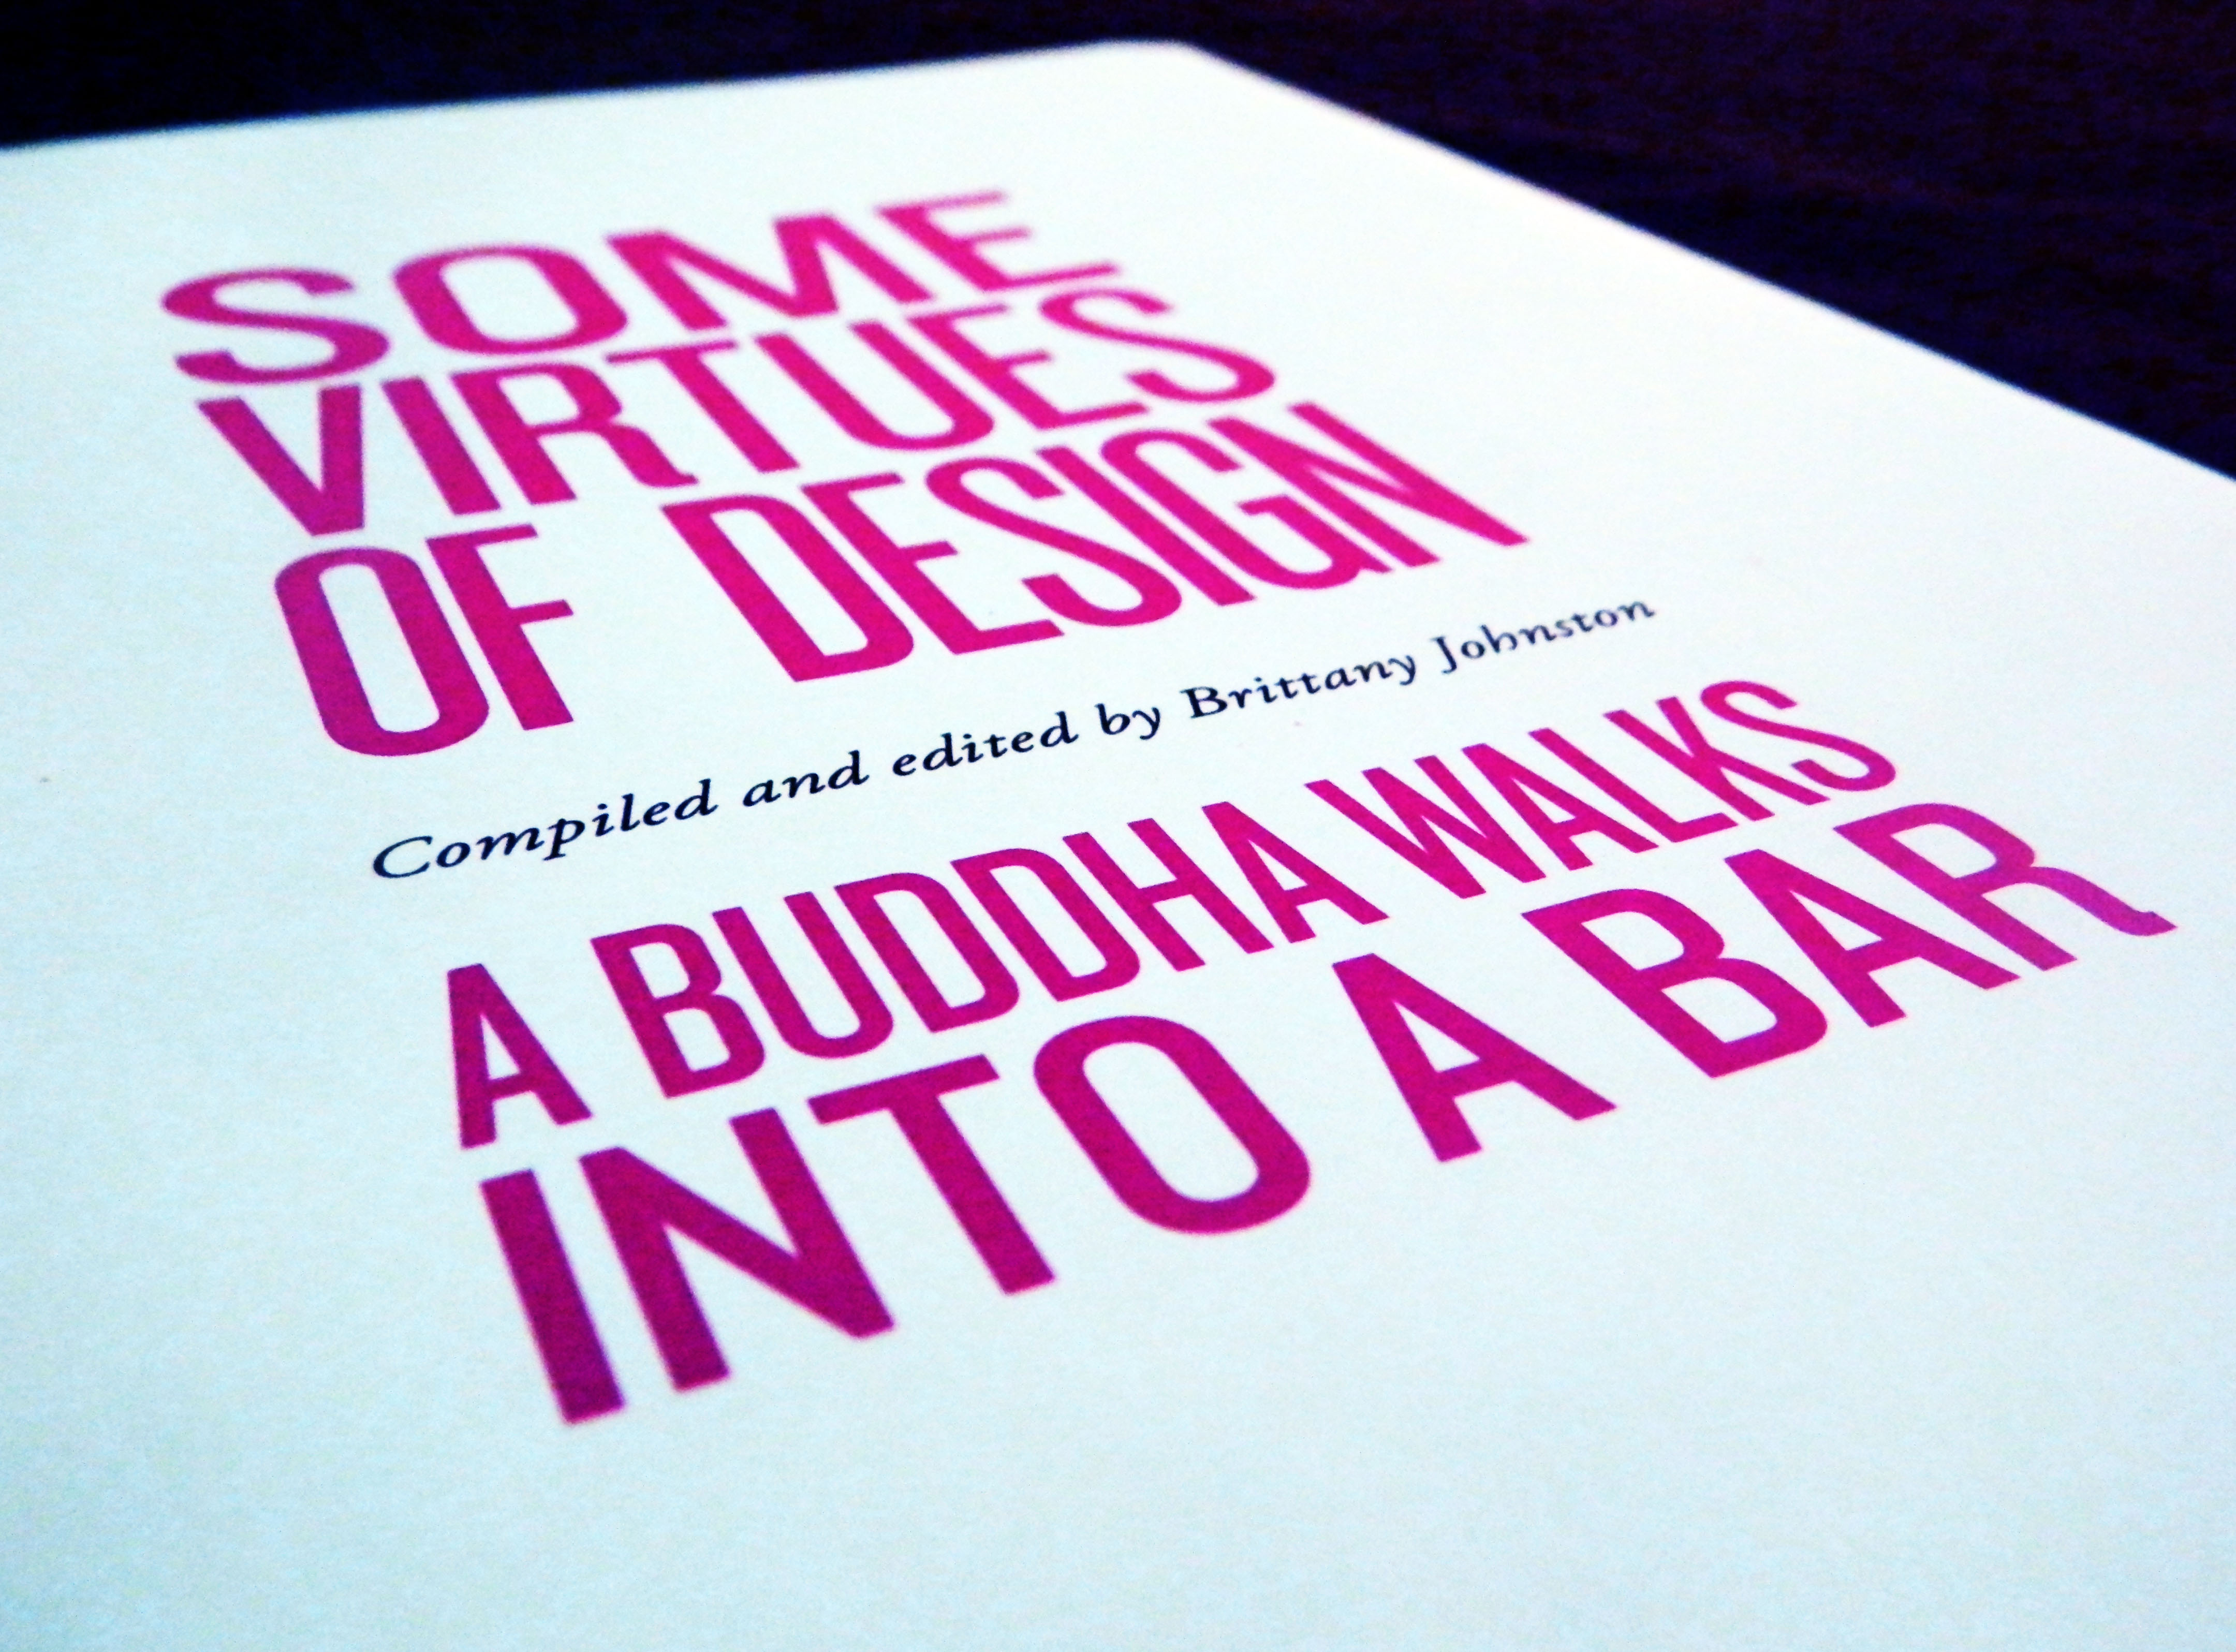 SOME
VIRTUES
OF DESIGN
Compiled and edited by Brittany Johnston
A BUDDHA WALKS
INTO A BAR